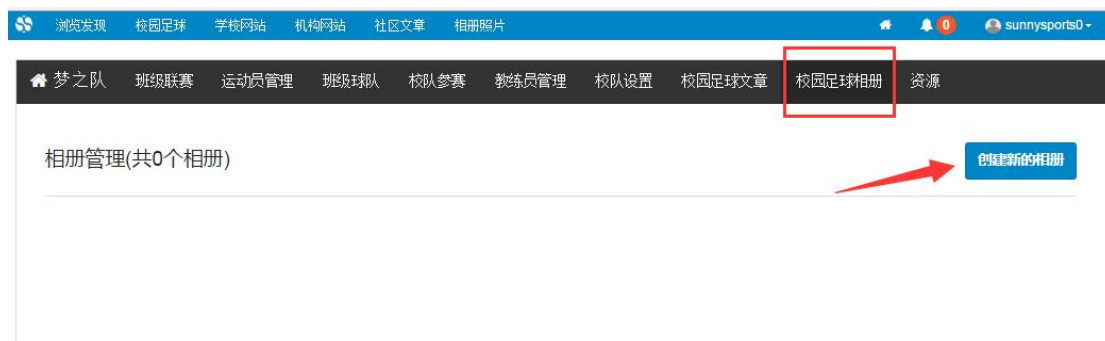 浏览发现 校园足球 学校网站 机构网站 社区文章 相册照片 0 sunnysports0
梦之队 班级联赛 运动员管理 班级球队 校队参赛 教练员管理 校队设置 校园足球文章 校园足球相册 资源
相册管理(共0个相册) 创建新的相册